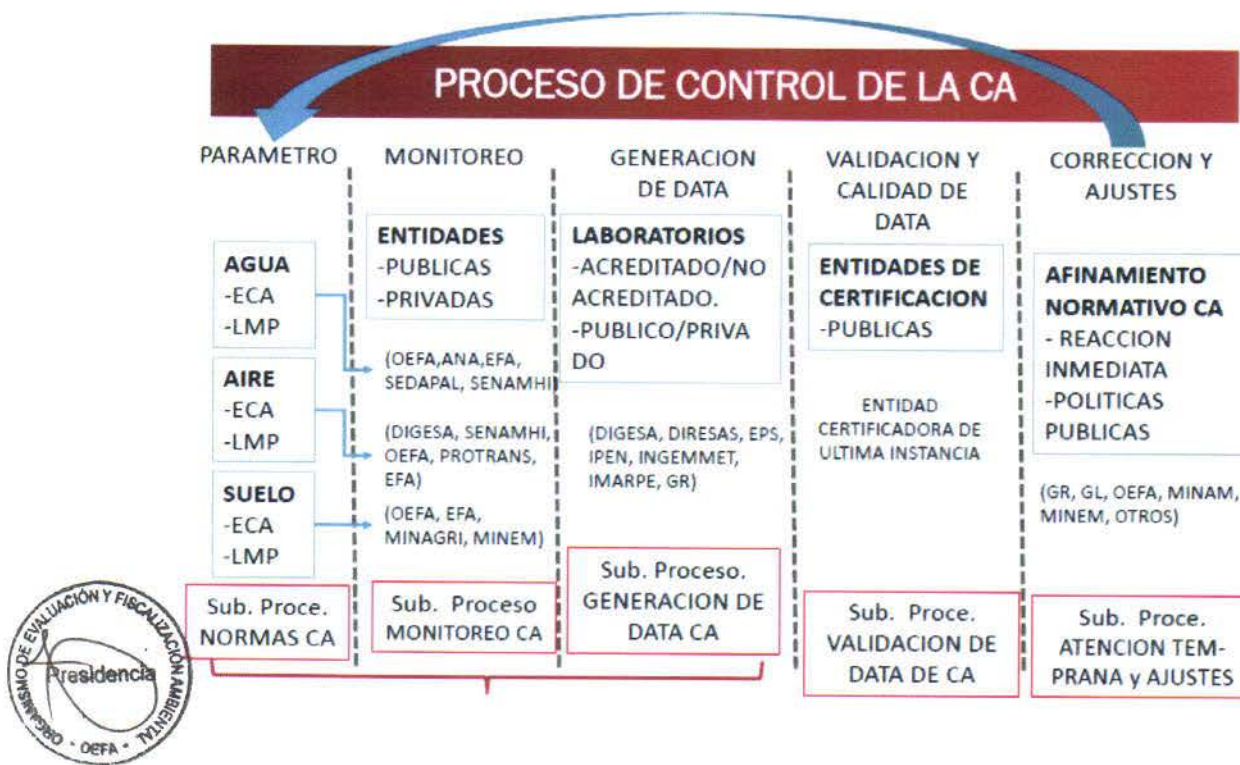 PROCESO DE CONTROL DE LA CA
PARAMETRO
AGUA
-ECA
-LMP
AIRE
-ECA
-LMP
SUELO
-ECA
-LMP
Sub. Proce.
NORMAS CA
MONITOREO
ENTIDADES
-PUBLICAS
-PRIVADAS
(OEFA,ANA,EFA,
SEDAPAL, SENAMHI
(DIGESA, SENAMHI,
OEFA, PROTRANS,
EFA)
(OEFA, EFA,
MINAGRI, MINEM)
Sub. Proceso
MONITOREO CA
GENERACION
DE DATA
LABORATORIOS
-ACREDITADO/NO
ACREDITADO.
-PUBLICO/PRIVA
DO
(DIGESA, DIRESAS, EPS,
IPEN, INGEMMET,
IMARPE, GR)
Sub. Proceso.
GENERACION DE
DATA CA
VALIDACION Y
CALIDAD DE
DATA
ENTIDADES DE
CERTIFICACION
-PUBLICAS
ENTIDAD
CERTIFICADORA DE
ULTIMA INSTANCIA
Sub. Proce.
VALIDACION DE
DATA DE CA
CORRECCION Y
AJUSTES
AFINAMIENTO
NORMATIVO CA
- REACCION
INMEDIATA
-POLITICAS
PUBLICAS
(GR, GL, OEFA, MINAM,
MINEM, OTROS)
Sub. Proce.
ATENCION TEM-
PRANA y AJUSTES
ORGANISMO DE EVALUACIÓN Y FISCALIZACIÓN AMBIENTAL
Presidencia
- OEFA -